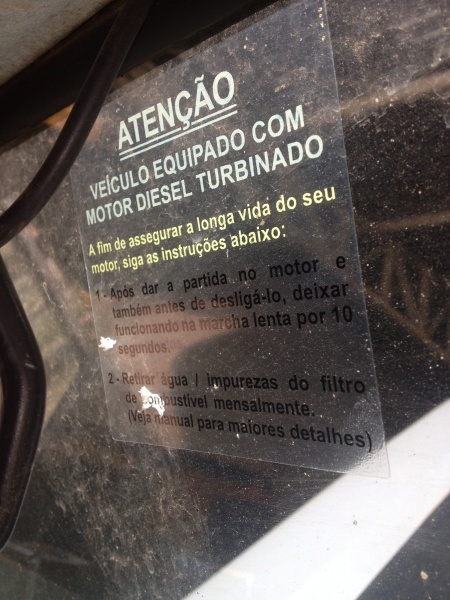 ATENÇÃO
VEÍCULO EQUIPADO COM
MOTOR DIESEL TURBINADO
A fim de assegurar a longa vida do seu
motor, siga as instruções abaixo:
1 - Após dar a partida no motor e
também antes de desligá-lo, deixar
funcionando na marcha lenta por 10
segundos.
2 - Retirar água / impurezas do filtro
de combustível mensalmente.
(Veja manual para maiores detalhes)